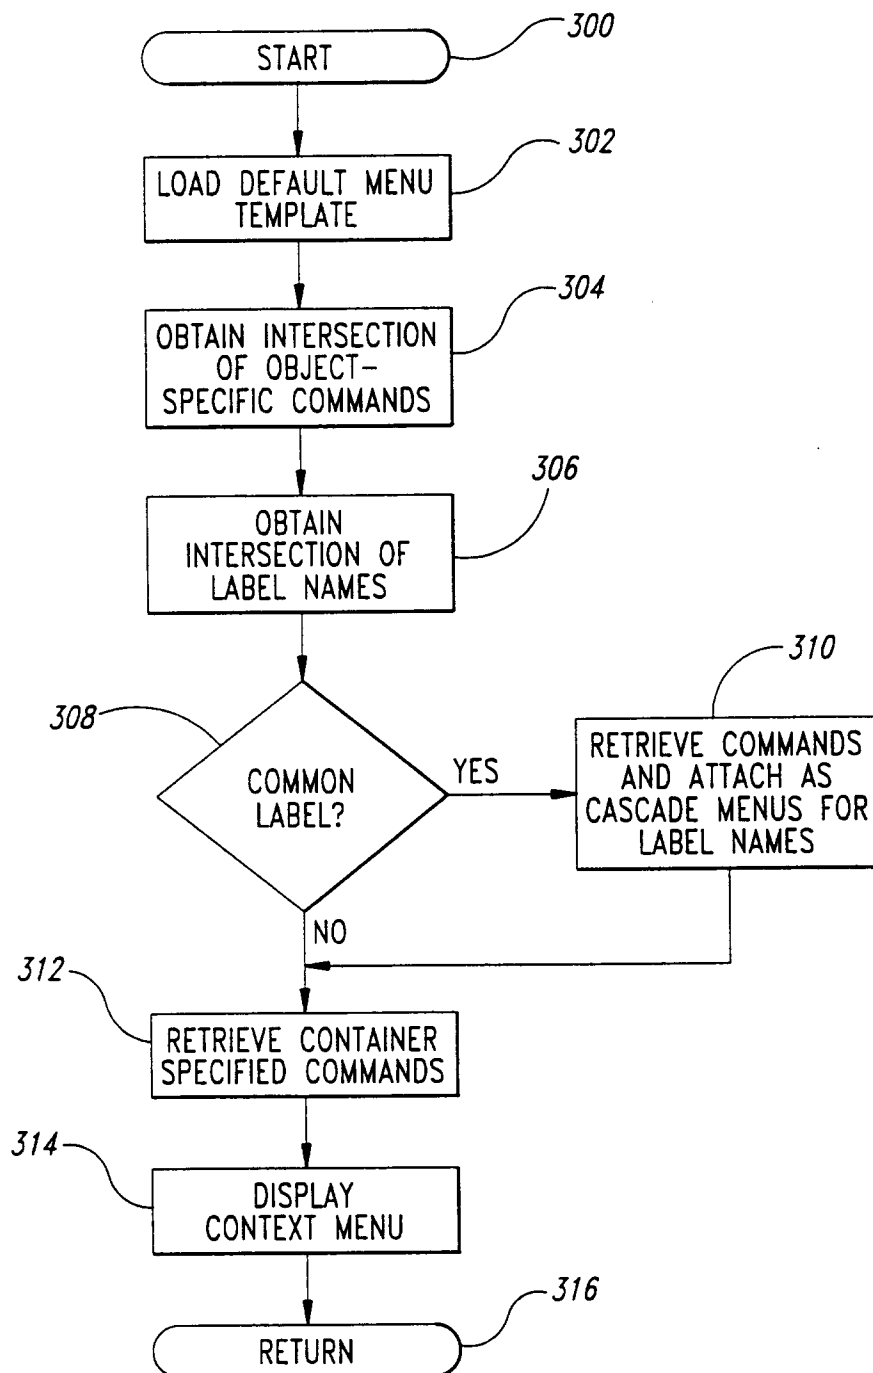 300
START
302
LOAD DEFAULT MENU
TEMPLATE
304
OBTAIN INTERSECTION
OF OBJECT-
SPECIFIC COMMANDS
306
OBTAIN
INTERSECTION OF
LABEL NAMES
308
COMMON
LABEL?
YES
310
RETRIEVE COMMANDS
AND ATTACH AS
CASCADE MENUS FOR
LABEL NAMES
NO
312
RETRIEVE CONTAINER
SPECIFIED COMMANDS
314
DISPLAY
CONTEXT MENU
316
RETURN